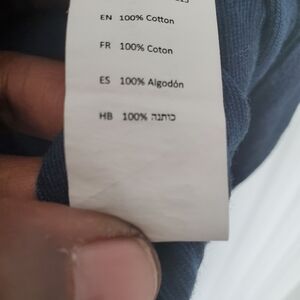 EN 100% Cotton
FR 100% Coton
ES 100% Algodón
HB 100% כותנה